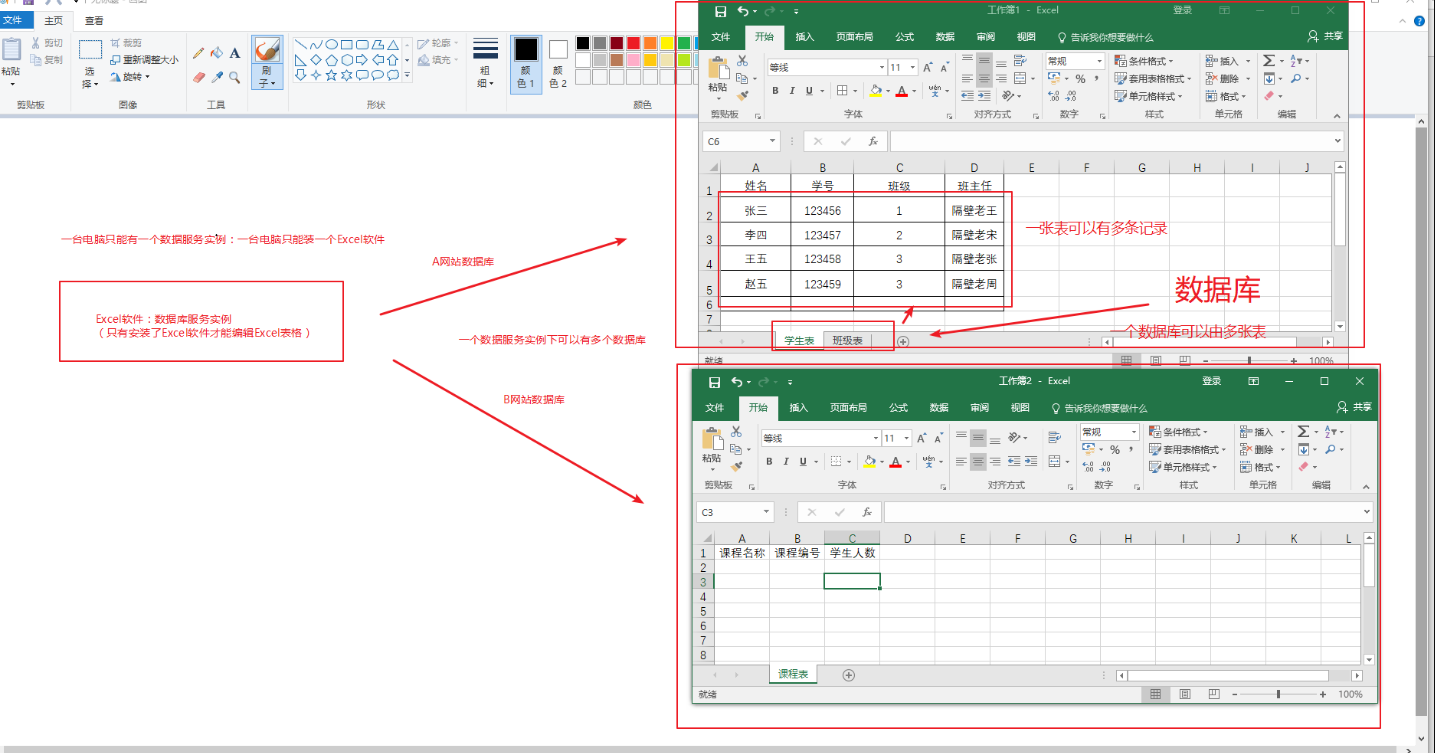 文件 主页 查看
粘贴 剪切 复制 剪贴板
选择 裁剪 重新调整大小 旋转 图像
A 工具
刷子
轮廓 填充 形状
粗细
颜色 1 颜色 2 颜色
一台电脑只能有一个数据服务实例：一台电脑只能装一个Excel软件
Excel软件：数据库服务实例
（只有安装了Excel软件才能编辑Excel表格）
A网站数据库
一个数据服务实例下可以有多个数据库
B网站数据库
工作簿1 - Excel 登录
文件 开始 插入 页面布局 公式 数据 审阅 视图 告诉我你想要做什么 共享
粘贴 等线 11 常规 条件格式 插入
B I U A 套用表格格式 删除
单元格样式 格式
剪贴板 字体 对齐方式 数字 样式 单元格 编辑
C6 fx
A B C D E F G H I J
1 姓名 学号 班级 班主任
2 张三 123456 1 隔壁老王
3 李四 123457 2 隔壁老宋
4 王五 123458 3 隔壁老张
5 赵五 123459 3 隔壁老周
6
7
一张表可以有多条记录
数据库
一个数据库可以由多张表
学生表 班级表
就绪 100%
工作簿2 - Excel 登录
文件 开始 插入 页面布局 公式 数据 审阅 视图 告诉我你想要做什么 共享
粘贴 等线 11 常规 条件格式 插入
B I U A 套用表格格式 删除
单元格样式 格式
剪贴板 字体 对齐方式 数字 样式 单元格 编辑
C3 fx
A B C D E F G H I J K L
1 课程名称 课程编号 学生人数
2
3
4
5
6
7
8
课程表
就绪 100%